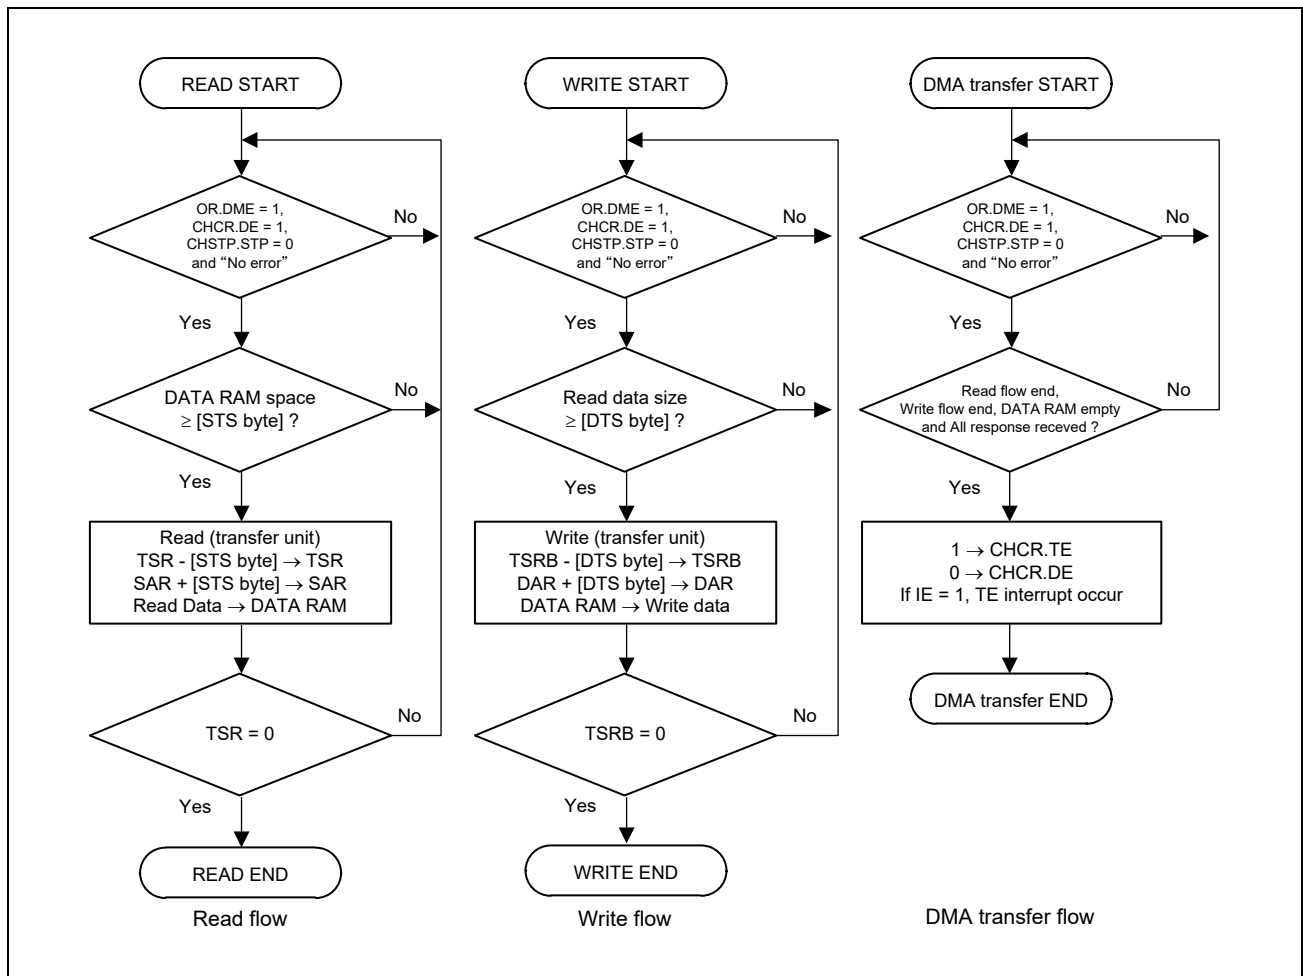 READ START
OR.DME = 1,
CHCR.DE = 1,
CHSTP.STP = 0
and “No error”
No
Yes
DATA RAM space
≥ [STS byte] ?
No
Yes
Read (transfer unit)
TSR - [STS byte] → TSR
SAR + [STS byte] → SAR
Read Data → DATA RAM
TSR = 0
No
Yes
READ END
Read flow
WRITE START
OR.DME = 1,
CHCR.DE = 1,
CHSTP.STP = 0
and “No error”
No
Yes
Read data size
≥ [DTS byte] ?
No
Yes
Write (transfer unit)
TSRB - [DTS byte] → TSRB
DAR + [DTS byte] → DAR
DATA RAM → Write data
TSRB = 0
No
Yes
WRITE END
Write flow
DMA transfer START
OR.DME = 1,
CHCR.DE = 1,
CHSTP.STP = 0
and “No error”
No
Yes
Read flow end,
Write flow end, DATA RAM empty
and All response receved ?
No
Yes
1 → CHCR.TE
0 → CHCR.DE
If IE = 1, TE interrupt occur
DMA transfer END
DMA transfer flow